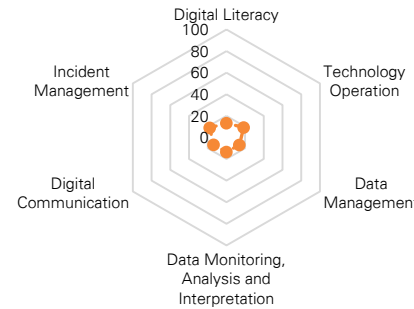 Digital Literacy
100
80
60
40
20
0
Technology
Operation
Data
Management
Data Monitoring,
Analysis and
Interpretation
Digital
Communication
Incident
Management